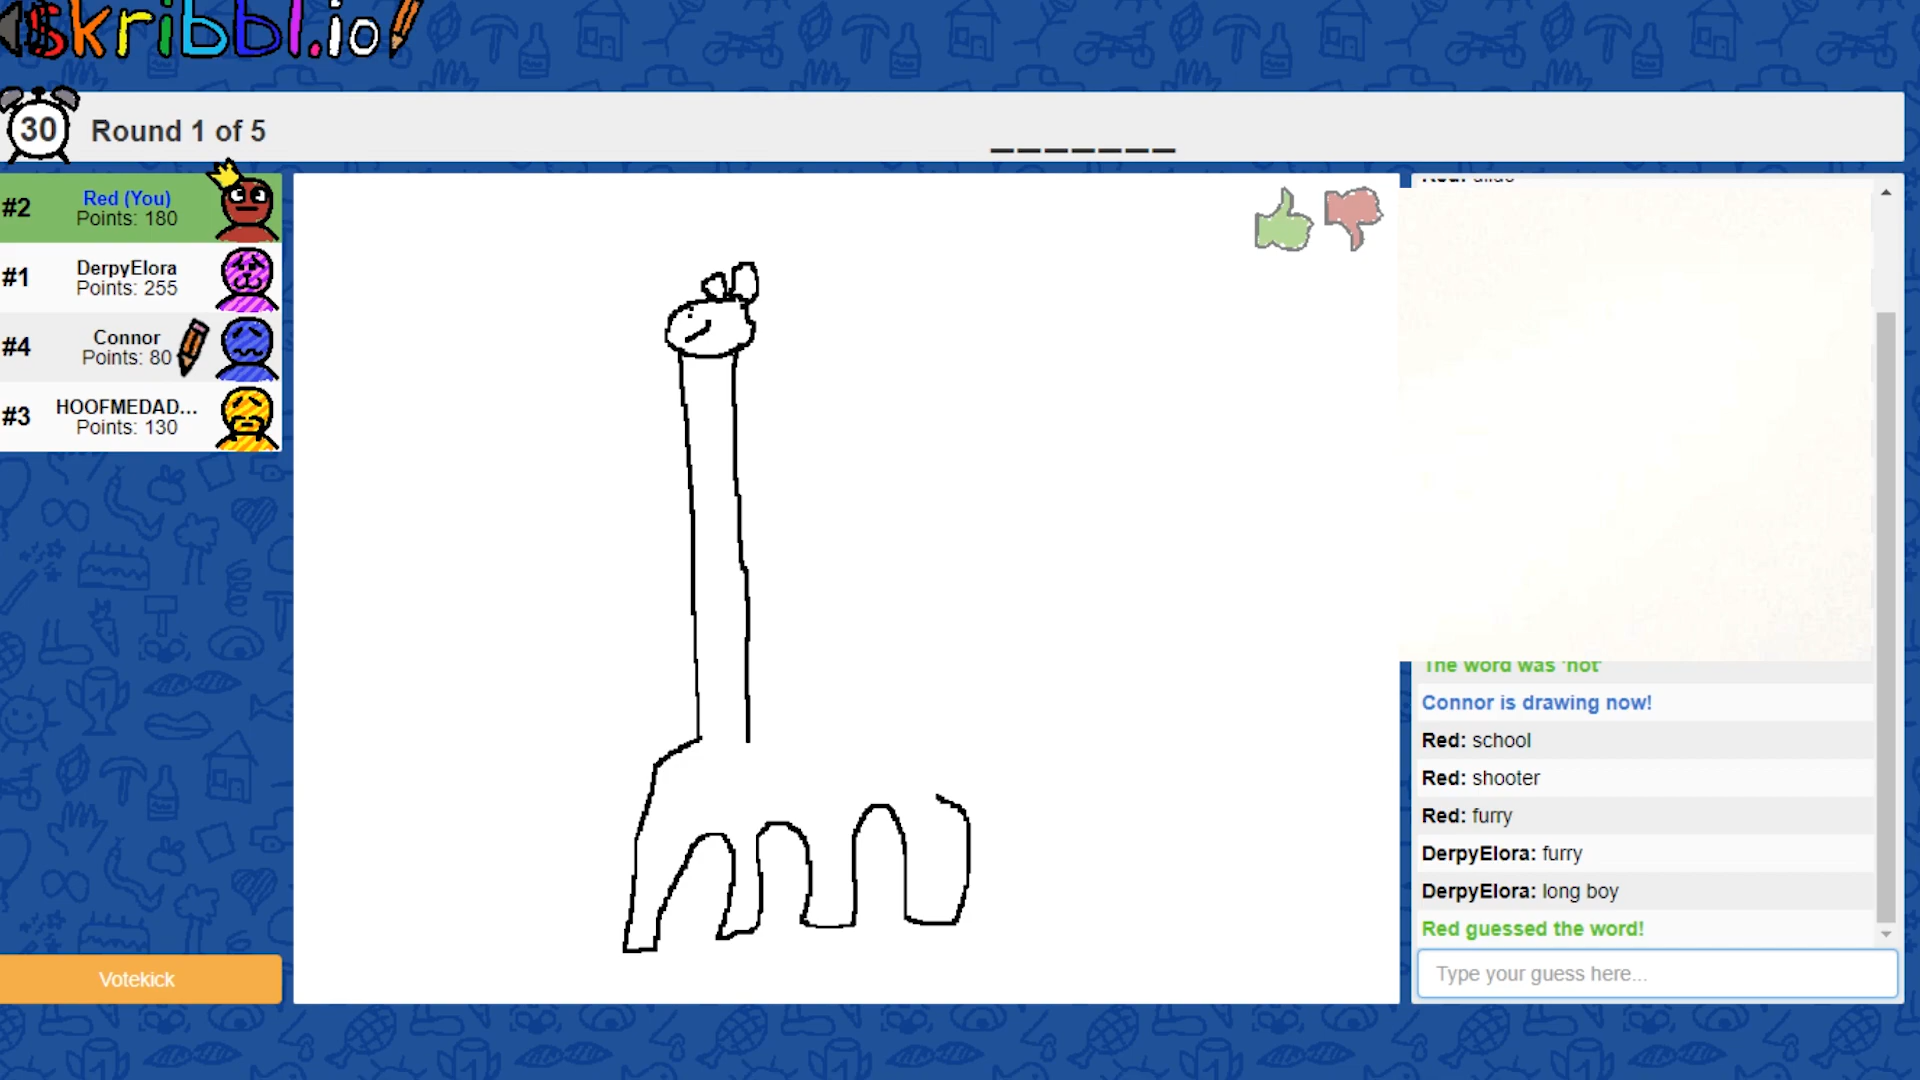 skribbl.io
30
Round 1 of 5
_______
#2
Red (You)
Points: 180
#1
DerpyElora
Points: 255
#4
Connor
Points: 80
#3
HOOFMEDAD...
Points: 130
Votekick
The word was 'hot'
Connor is drawing now!
Red: school
Red: shooter
Red: furry
DerpyElora: furry
DerpyElora: long boy
Red guessed the word!
Type your guess here...